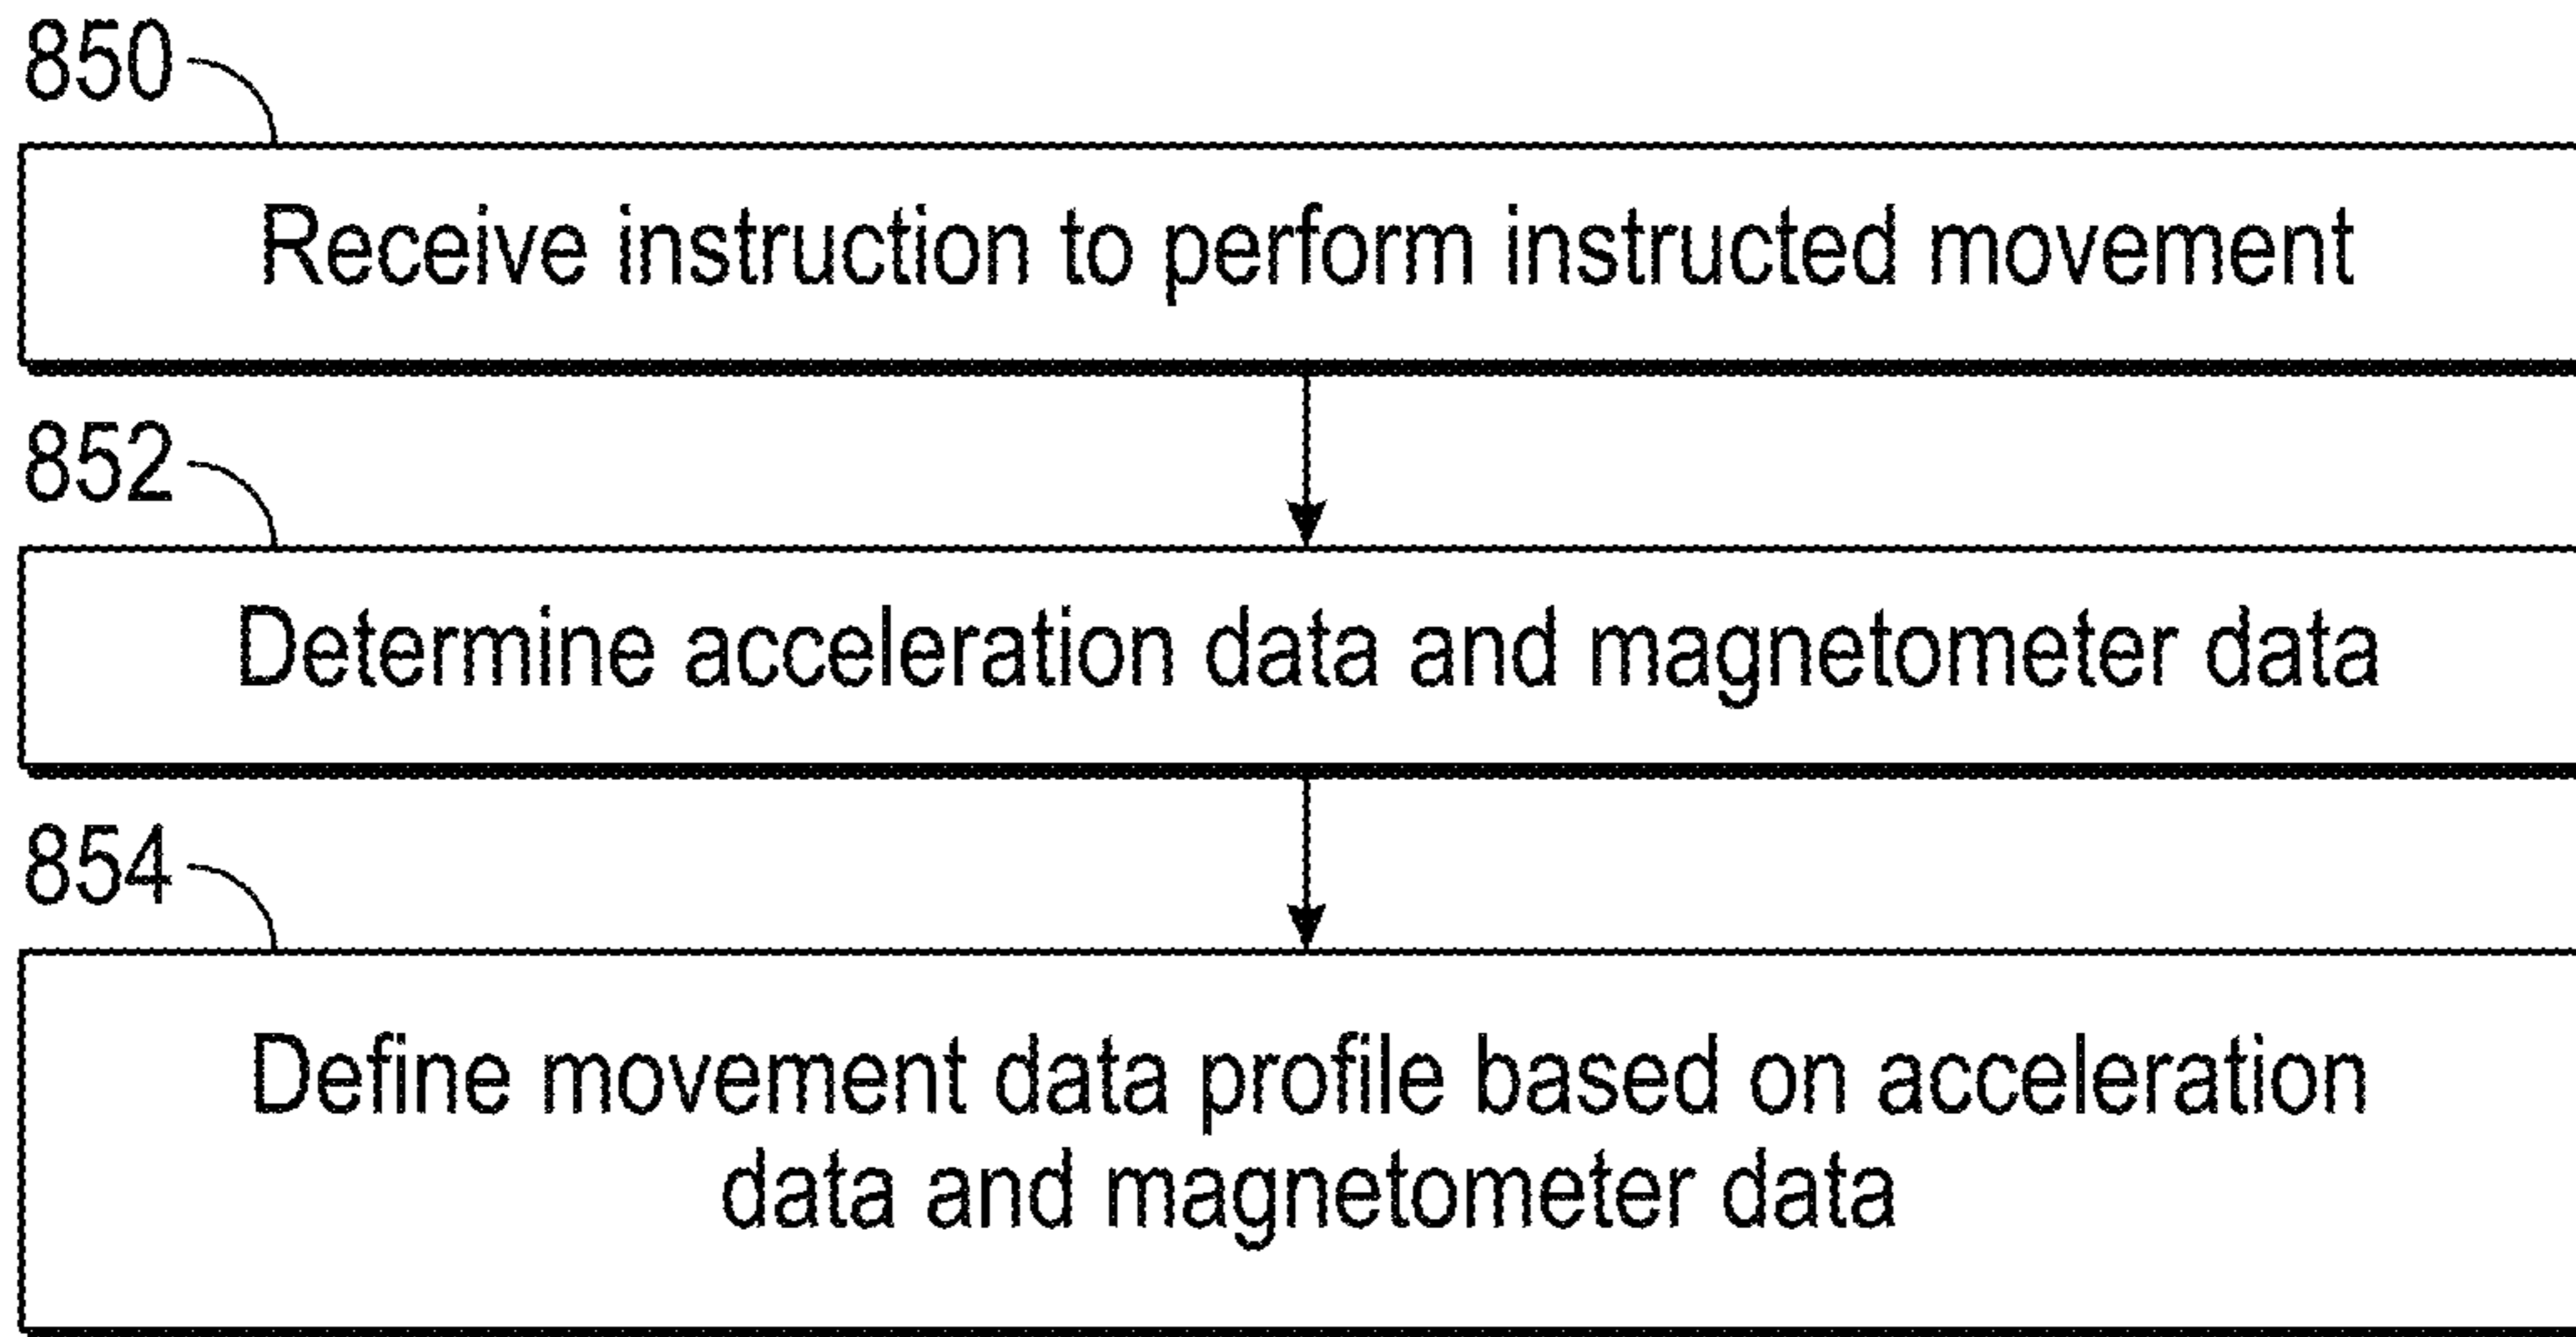 850
Receive instruction to perform instructed movement
852
Determine acceleration data and magnetometer data
854
Define movement data profile based on acceleration
data and magnetometer data